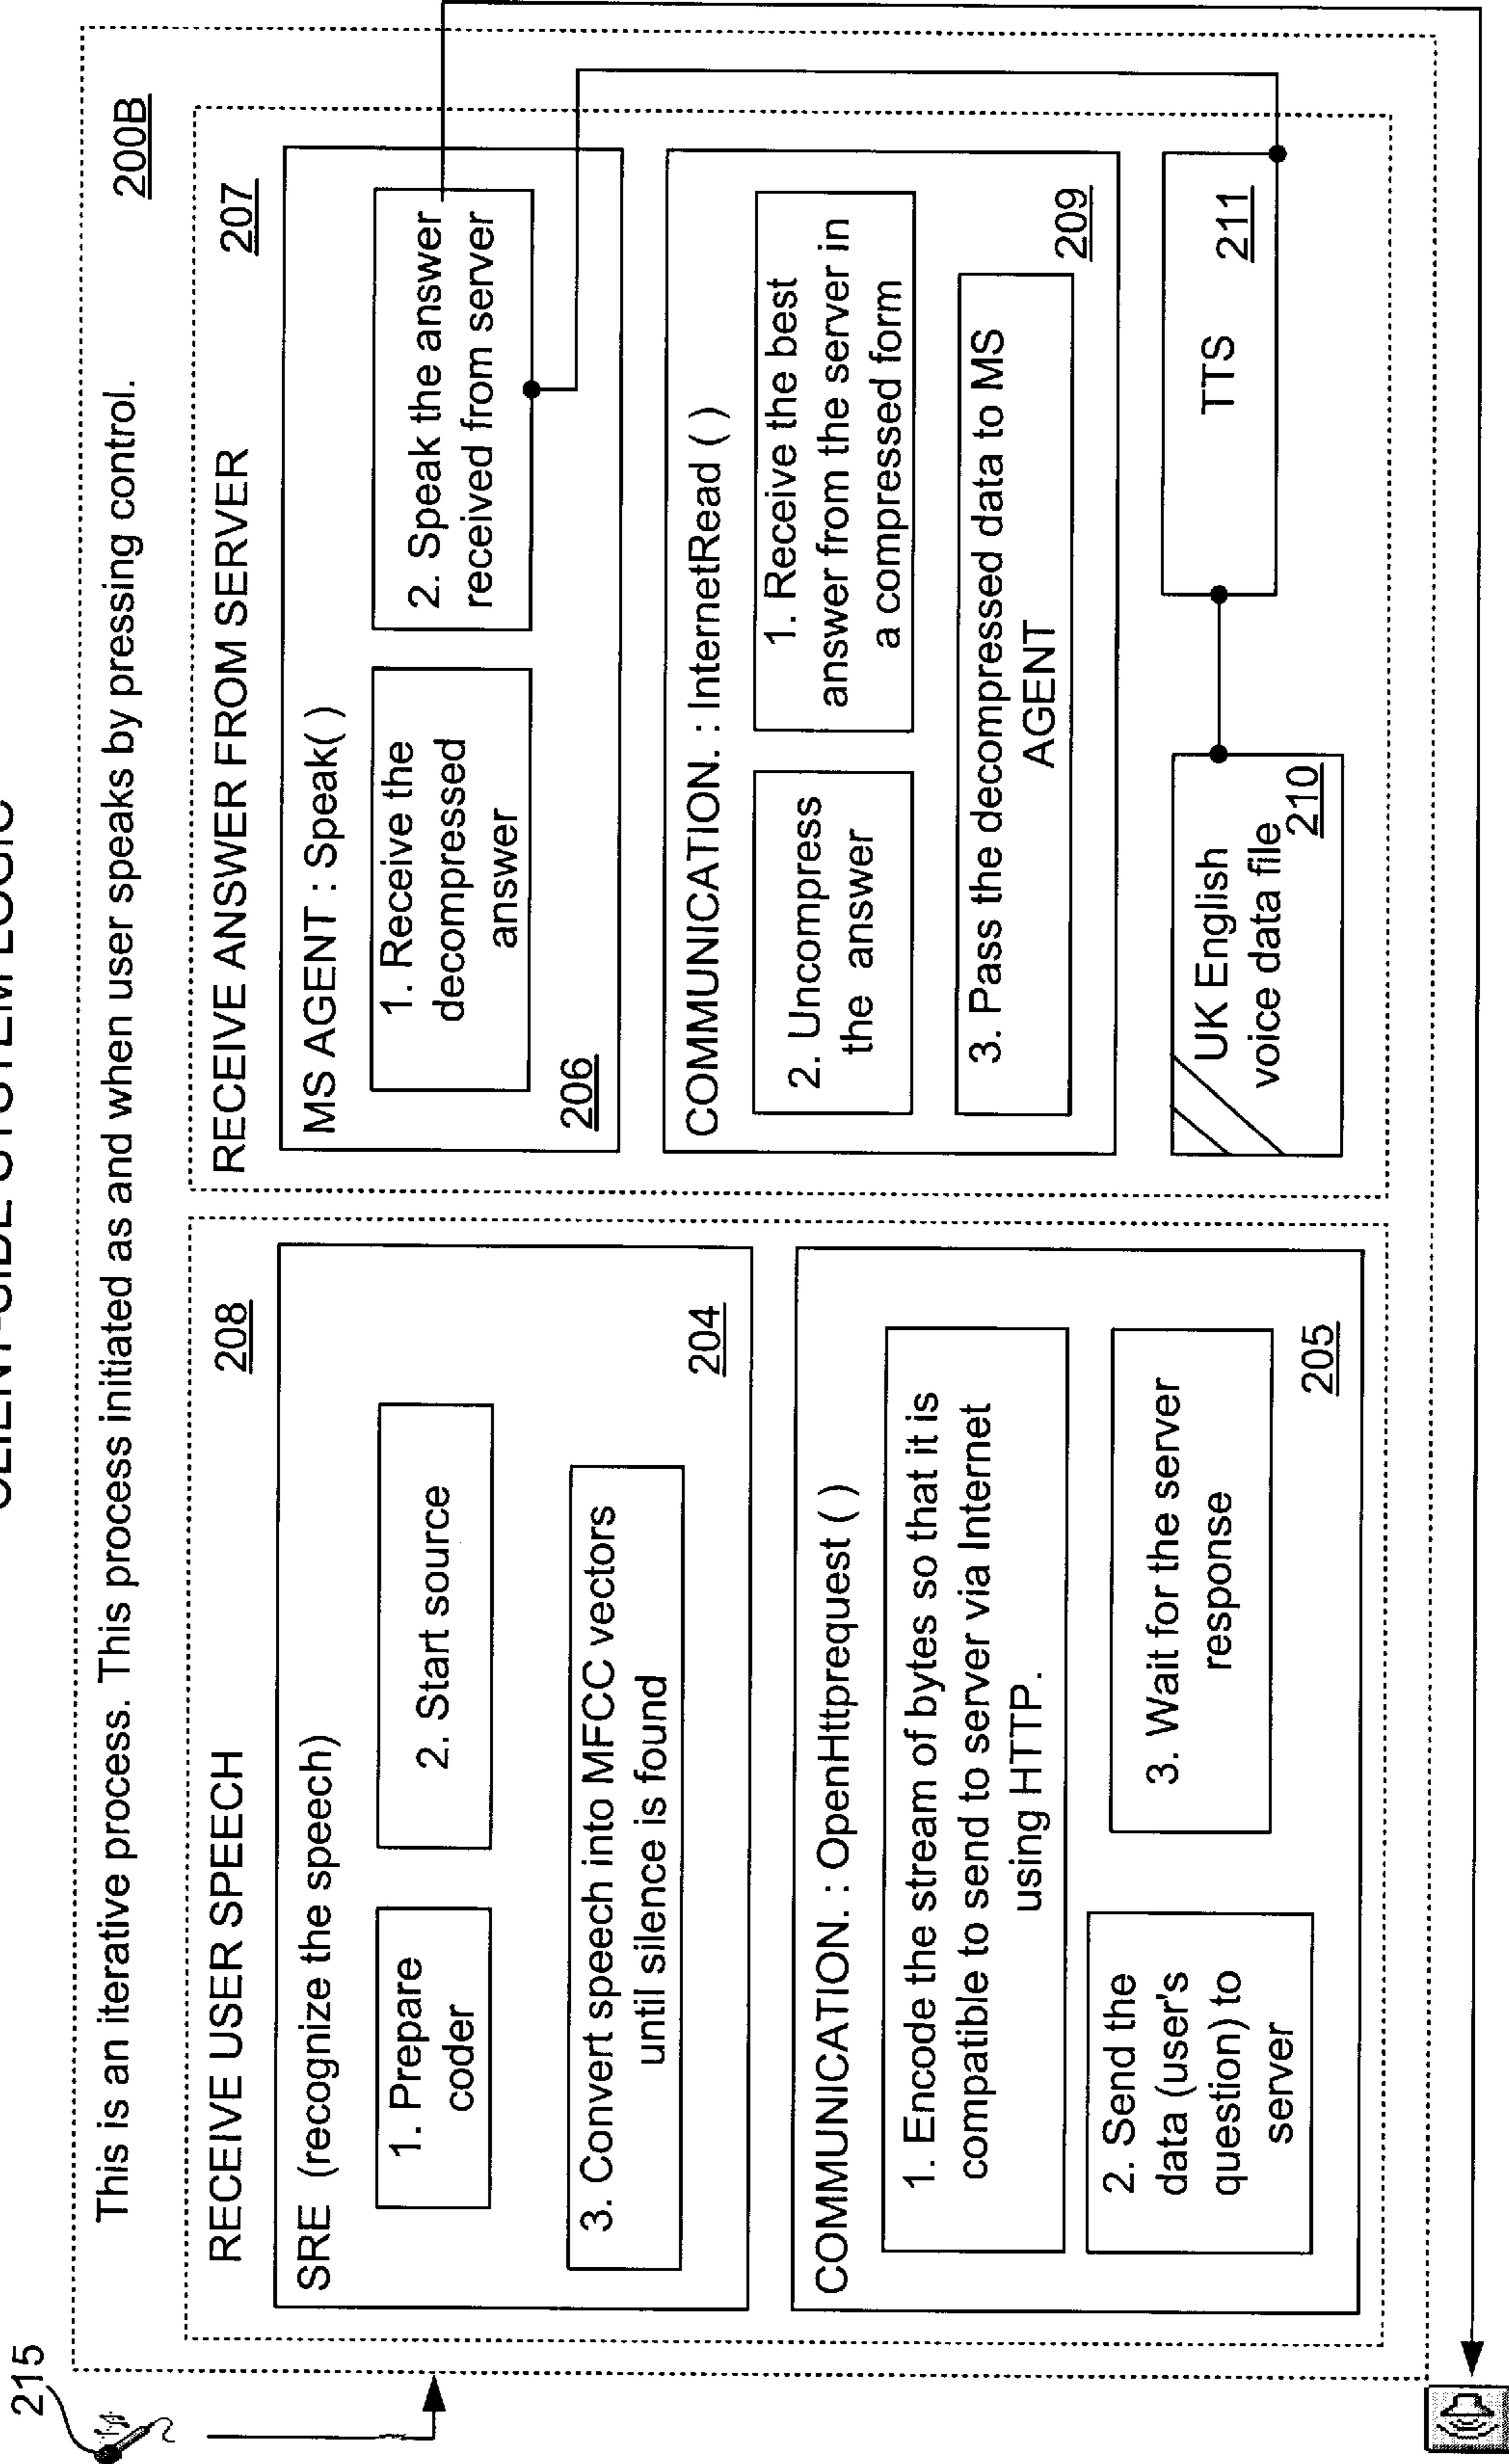 CLIENT-SIDE SYSTEM LOGIC
215
This is an iterative process. This process initiated as and when user speaks by pressing control.
200B
RECEIVE USER SPEECH
208
SRE (recognize the speech)
1. Prepare
coder
2. Start source
3. Convert speech into MFCC vectors
until silence is found
204
COMMUNICATION. : OpenHttprequest ( )
1. Encode the stream of bytes so that it is
compatible to send to server via Internet
using HTTP.
2. Send the
data (user's
question) to
server
3. Wait for the server
response
205
RECEIVE ANSWER FROM SERVER
207
MS AGENT : Speak( )
1. Receive the
decompressed
answer
2. Speak the answer
received from server
206
COMMUNICATION. : InternetRead ( )
2. Uncompress
the answer
1. Receive the best
answer from the server in
a compressed form
3. Pass the decompressed data to MS
AGENT
209
UK English
voice data file
210
TTS
211